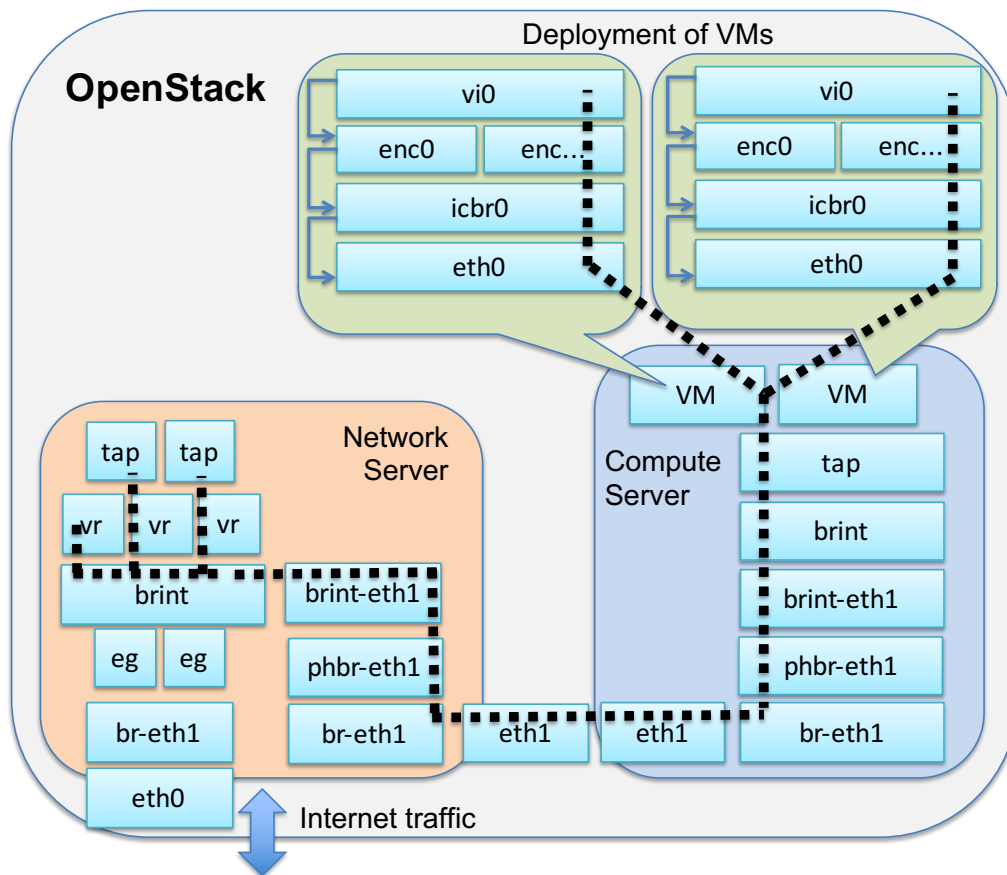 Deployment of VMs
OpenStack
vi0
enc0
enc...
icbr0
eth0
vi0
enc0
enc...
icbr0
eth0
Network
Server
tap
tap
vr
vr
vr
brint
brint-eth1
eg
eg
phbr-eth1
br-eth1
br-eth1
eth0
eth1
Internet traffic
Compute
Server
VM
VM
tap
brint
brint-eth1
phbr-eth1
eth1
br-eth1